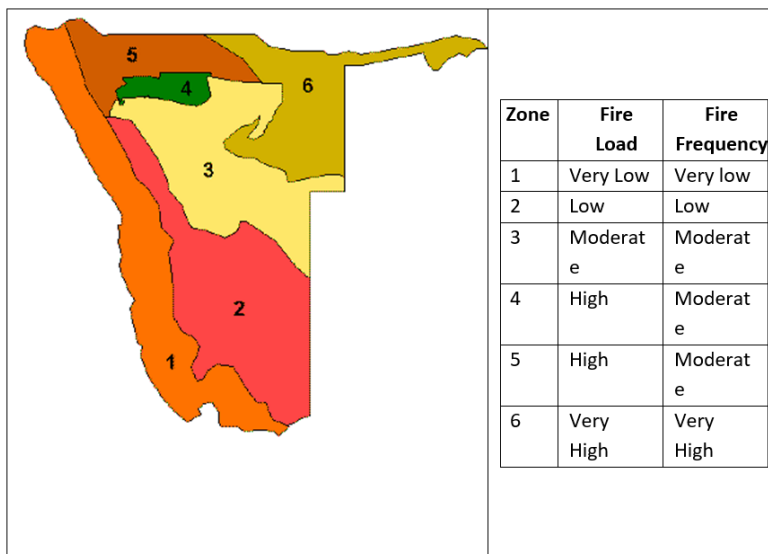 5
4
6
3
2
1
Zone Fire Load Fire Frequency
1 Very Low Very low
2 Low Low
3 Moderat e Moderat e
4 High Moderat e
5 High Moderat e
6 Very High Very High